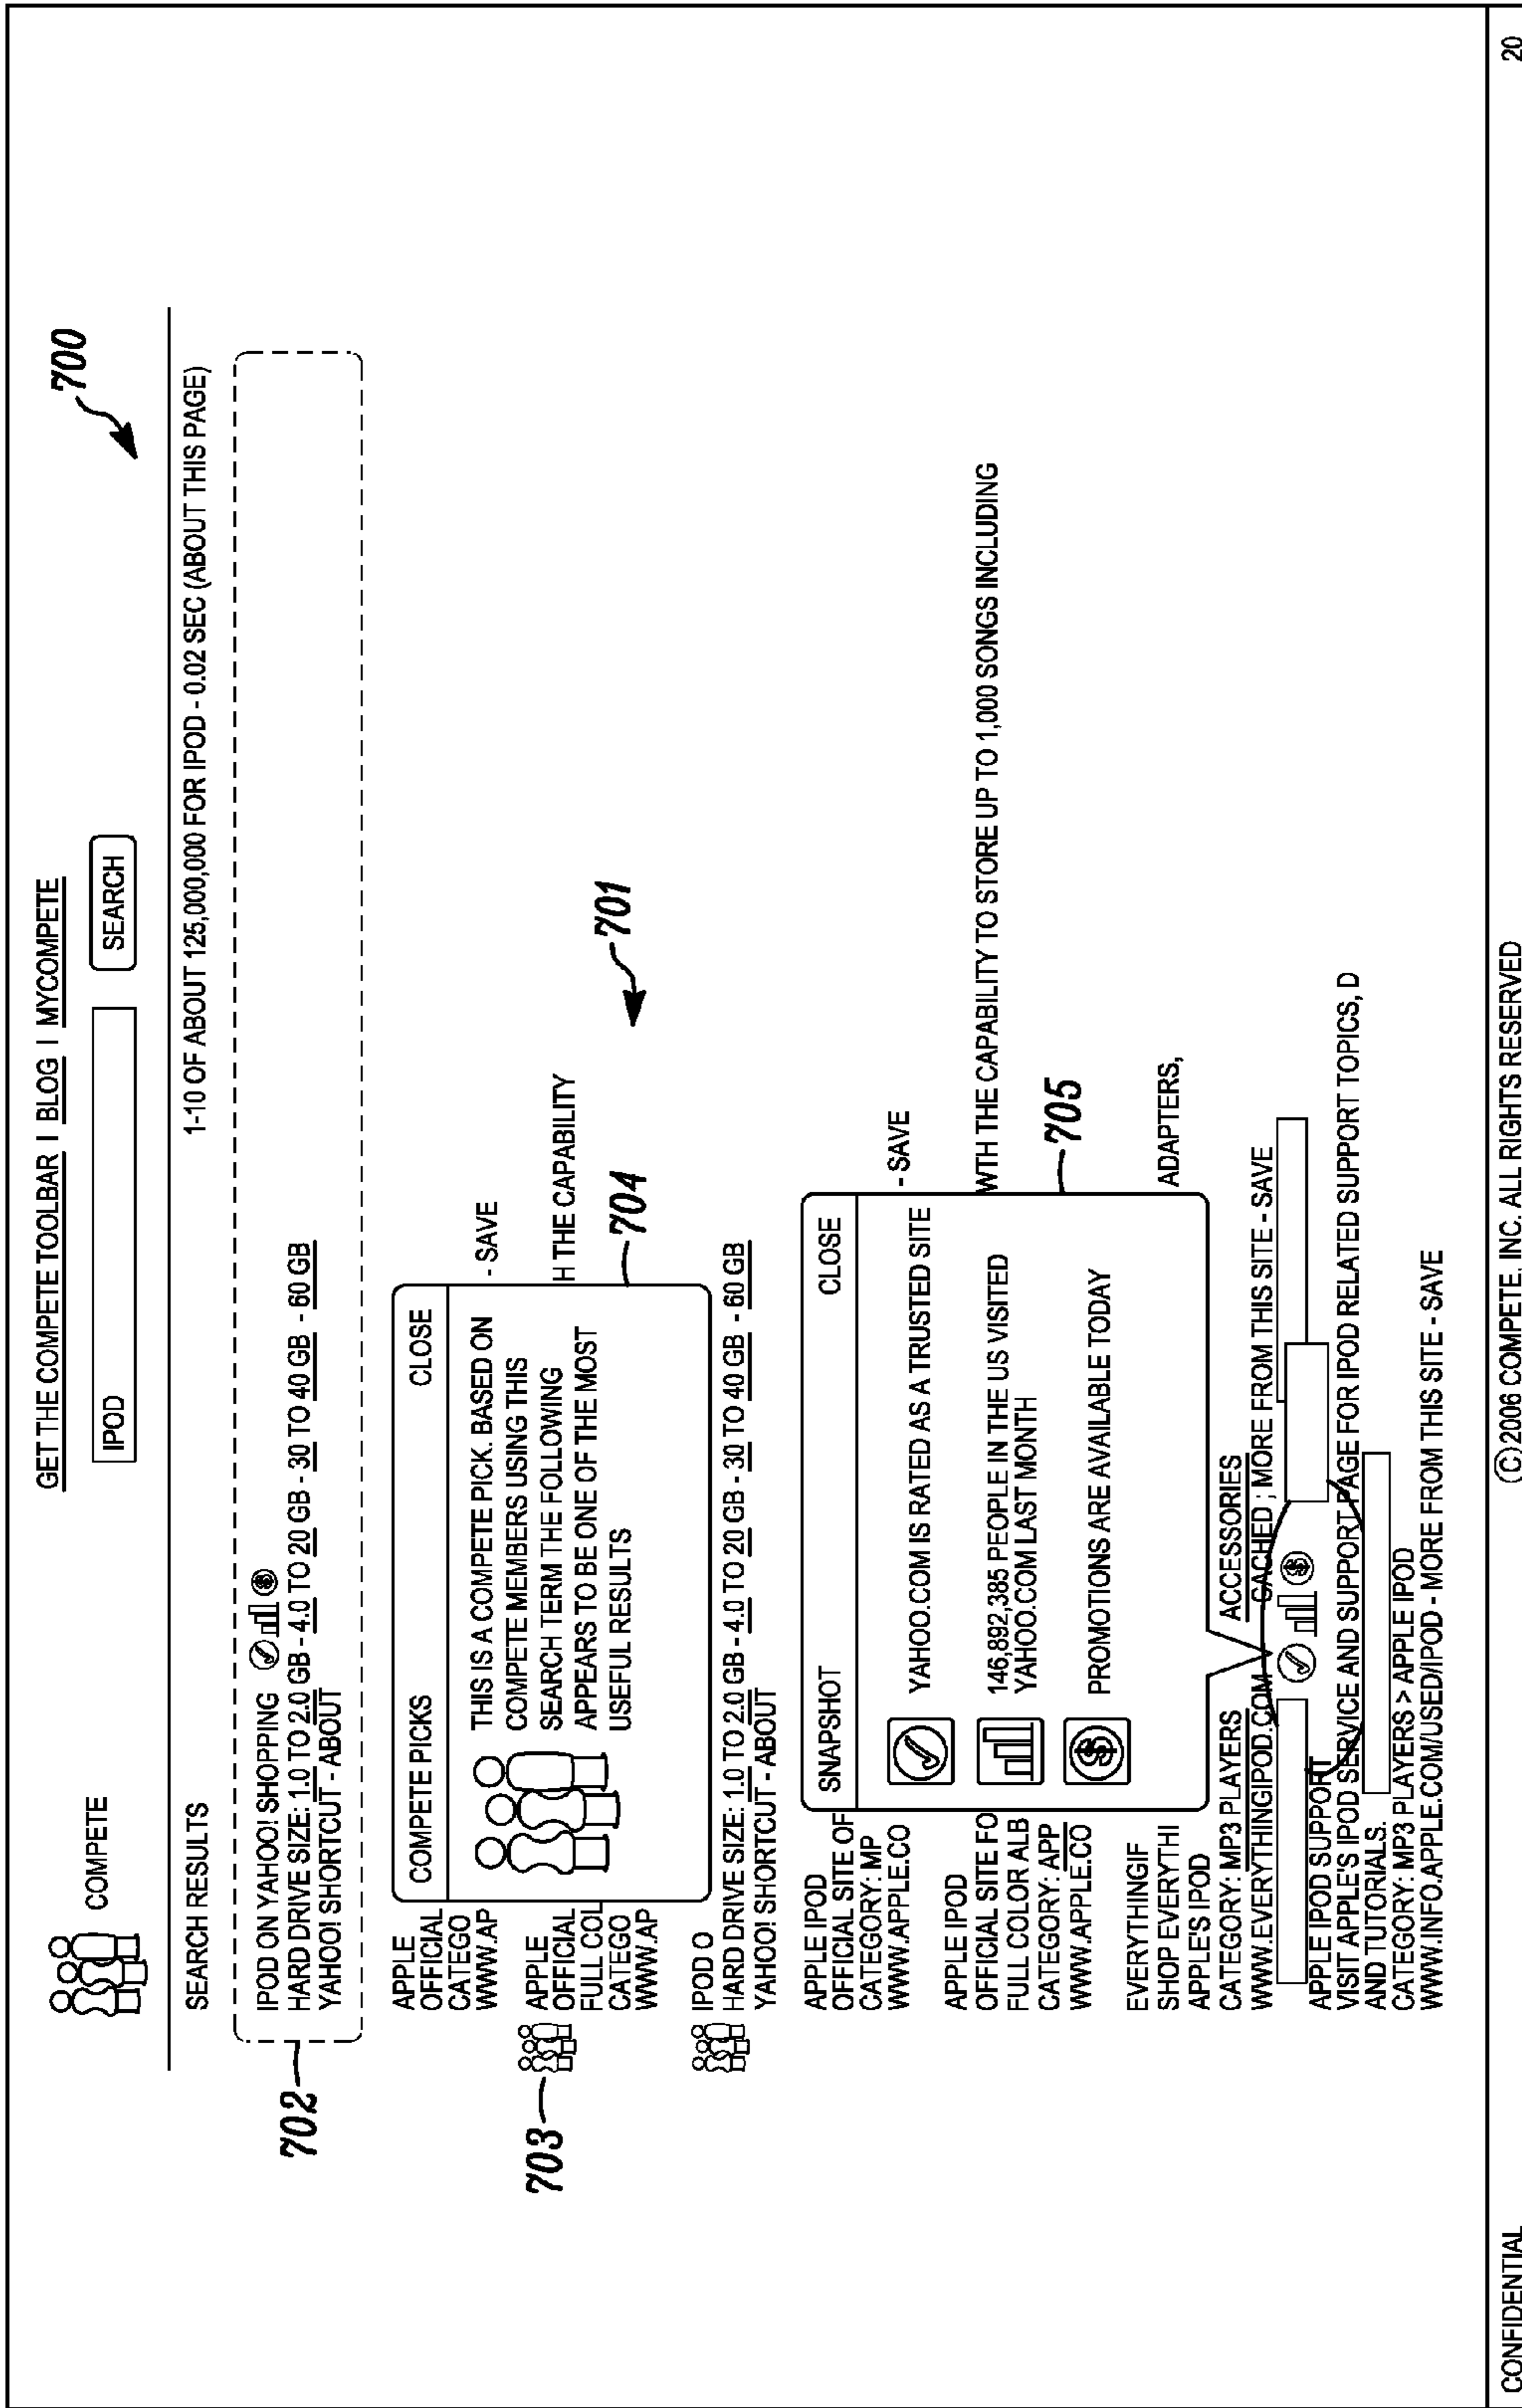 GET THE COMPETE TOOLBAR | BLOG | MYCOMPETE
COMPETE
IPOD
SEARCH
700
SEARCH RESULTS
1-10 OF ABOUT 125,000,000 FOR IPOD - 0.02 SEC (ABOUT THIS PAGE)
702
IPOD ON YAHOO! SHOPPING
HARD DRIVE SIZE: 1.0 TO 2.0 GB - 4.0 TO 20 GB - 30 TO 40 GB - 60 GB
YAHOO! SHORTCUT - ABOUT
APPLE
OFFICIAL
CATEGO
WWW.AP
- SAVE
703
APPLE
OFFICIAL
FULL COL
CATEGO
WWW.AP
H THE CAPABILITY
COMPETE PICKS
CLOSE
THIS IS A COMPETE PICK. BASED ON
COMPETE MEMBERS USING THIS
SEARCH TERM THE FOLLOWING
APPEARS TO BE ONE OF THE MOST
USEFUL RESULTS
704
701
IPOD O
HARD DRIVE SIZE: 1.0 TO 2.0 GB - 4.0 TO 20 GB - 30 TO 40 GB - 60 GB
YAHOO! SHORTCUT - ABOUT
APPLE IPOD
OFFICIAL SITE OF
CATEGORY: MP
WWW.APPLE.CO
- SAVE
APPLE IPOD
OFFICIAL SITE FO
WTH THE CAPABILITY TO STORE UP TO 1,000 SONGS INCLUDING
FULL COLOR ALB
CATEGORY: APP
WWW.APPLE.CO
SNAPSHOT
CLOSE
YAHOO.COM IS RATED AS A TRUSTED SITE
146,892,385 PEOPLE IN THE US VISITED
YAHOO.COM LAST MONTH
PROMOTIONS ARE AVAILABLE TODAY
705
EVERYTHINGIF
SHOP EVERYTHI
ADAPTERS,
APPLE'S IPOD
CATEGORY: MP3 PLAYERS
ACCESSORIES
WWW.EVERYTHINGIPOD.COM
CACHED ; MORE FROM THIS SITE - SAVE
APPLE IPOD SUPPORT
VISIT APPLE'S IPOD SERVICE AND SUPPORT PAGE FOR IPOD RELATED SUPPORT TOPICS, D
AND TUTORIALS.
CATEGORY: MP3 PLAYERS > APPLE IPOD
WWW.INFO.APPLE.COM/USED/IPOD - MORE FROM THIS SITE - SAVE
CONFIDENTIAL
(C)2006 COMPETE, INC. ALL RIGHTS RESERVED
20